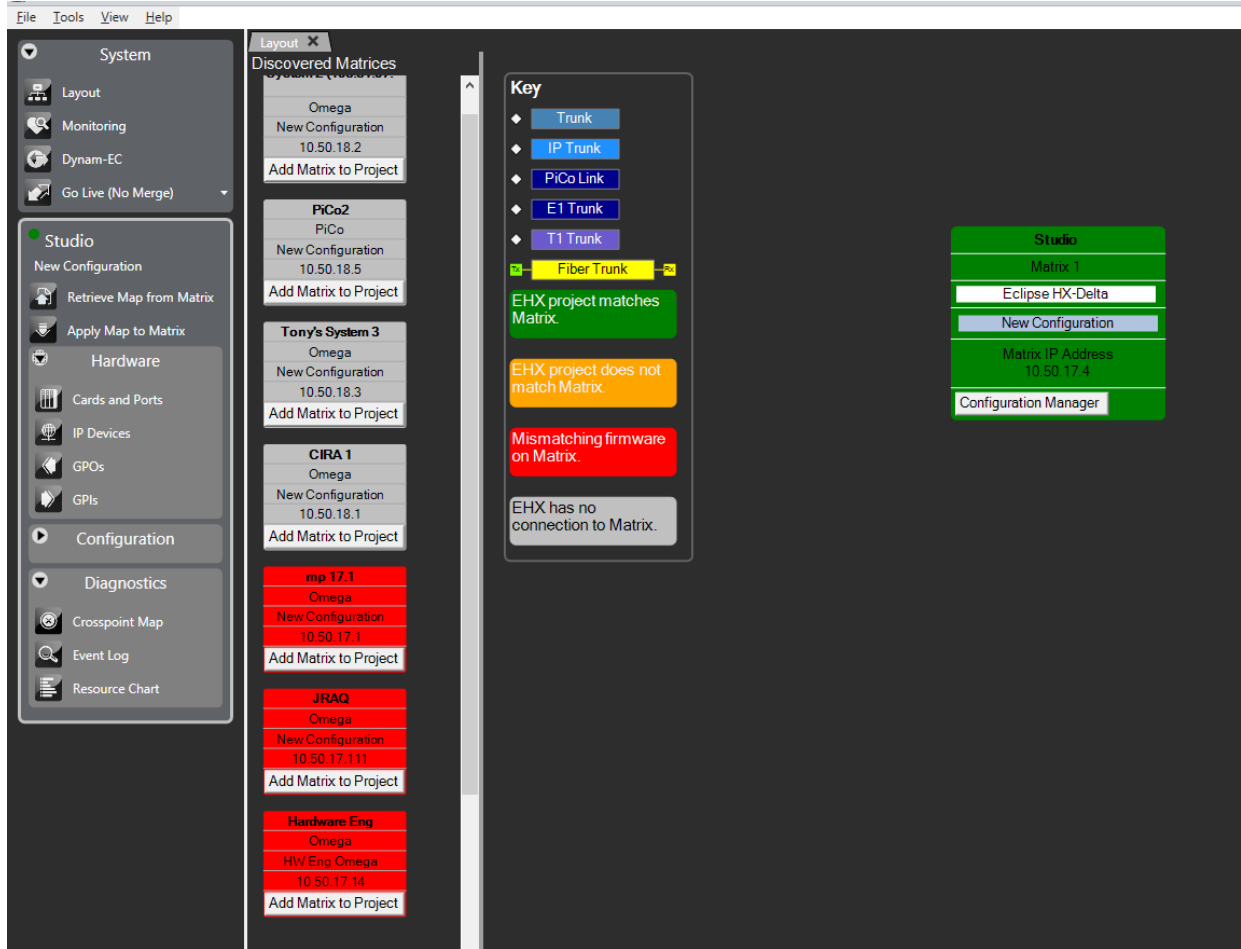 File Tools View Help
System
Layout
Monitoring
Dynam-EC
Go Live (No Merge)
Studio
New Configuration
Retrieve Map from Matrix
Apply Map to Matrix
Hardware
Cards and Ports
IP Devices
GPOs
GPIs
Configuration
Diagnostics
Crosspoint Map
Event Log
Resource Chart
Layout
Discovered Matrices
Omega
New Configuration
10.50.18.2
Add Matrix to Project
PiCo2
PiCo
New Configuration
10.50.18.5
Add Matrix to Project
Tony's System 3
Omega
New Configuration
10.50.18.3
Add Matrix to Project
CIRA 1
Omega
New Configuration
10.50.18.1
Add Matrix to Project
mp 17.1
Omega
New Configuration
10.50.17.1
Add Matrix to Project
JRAQ
Omega
New Configuration
10.50.17.111
Add Matrix to Project
Hardware Eng
Omega
HW Eng Omega
10.50.17.14
Add Matrix to Project
Key
Trunk
IP Trunk
PiCo Link
E1 Trunk
T1 Trunk
Tx Fiber Trunk Rx
EHX project matches
Matrix.
EHX project does not
match Matrix.
Mismatching firmware
on Matrix.
EHX has no
connection to Matrix.
Studio
Matrix 1
Eclipse HX-Delta
New Configuration
Matrix IP Address
10.50.17.4
Configuration Manager